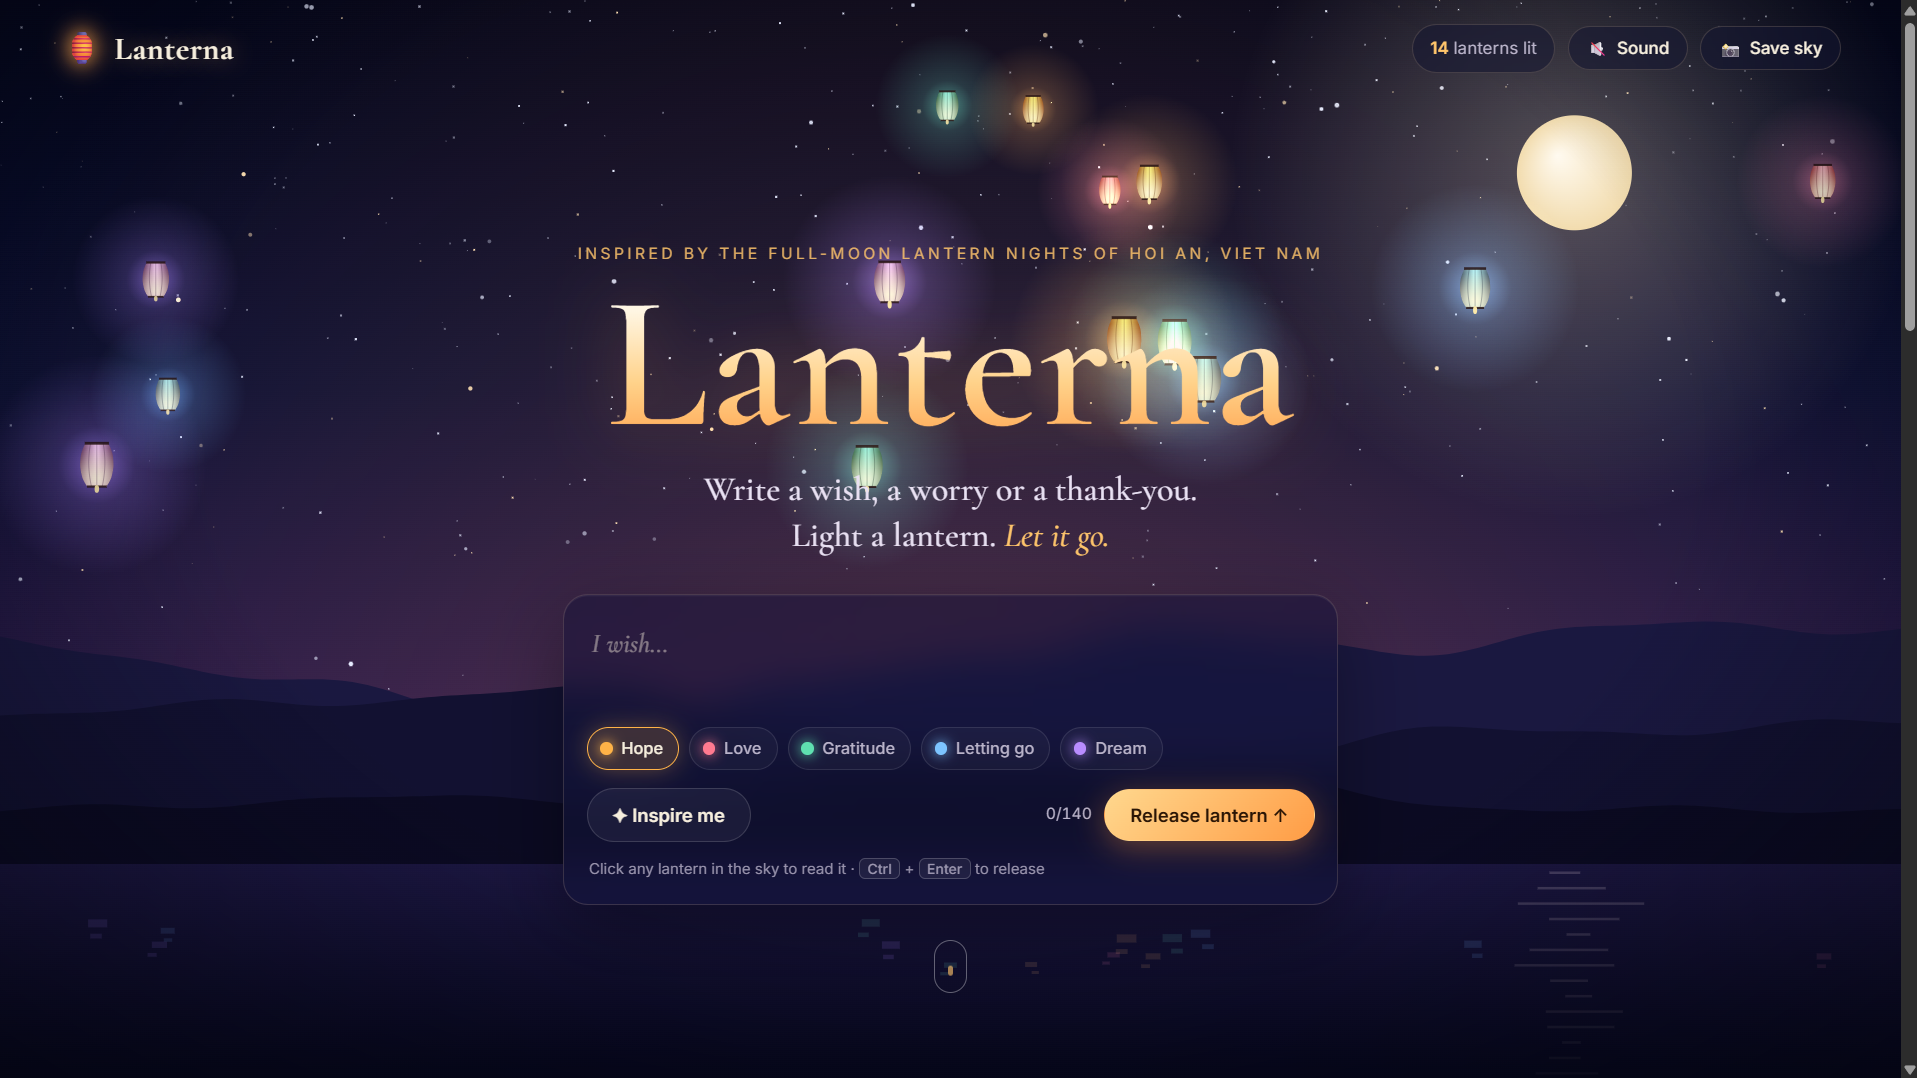 Lanterna
14 lanterns lit
Sound
Save sky
INSPIRED BY THE FULL-MOON LANTERN NIGHTS OF HOI AN, VIET NAM
Lanterna
Write a wish, a worry or a thank-you.
Light a lantern. Let it go.
I wish...
Hope
Love
Gratitude
Letting go
Dream
✦ Inspire me
0/140
Release lantern ↑
Click any lantern in the sky to read it · Ctrl + Enter to release